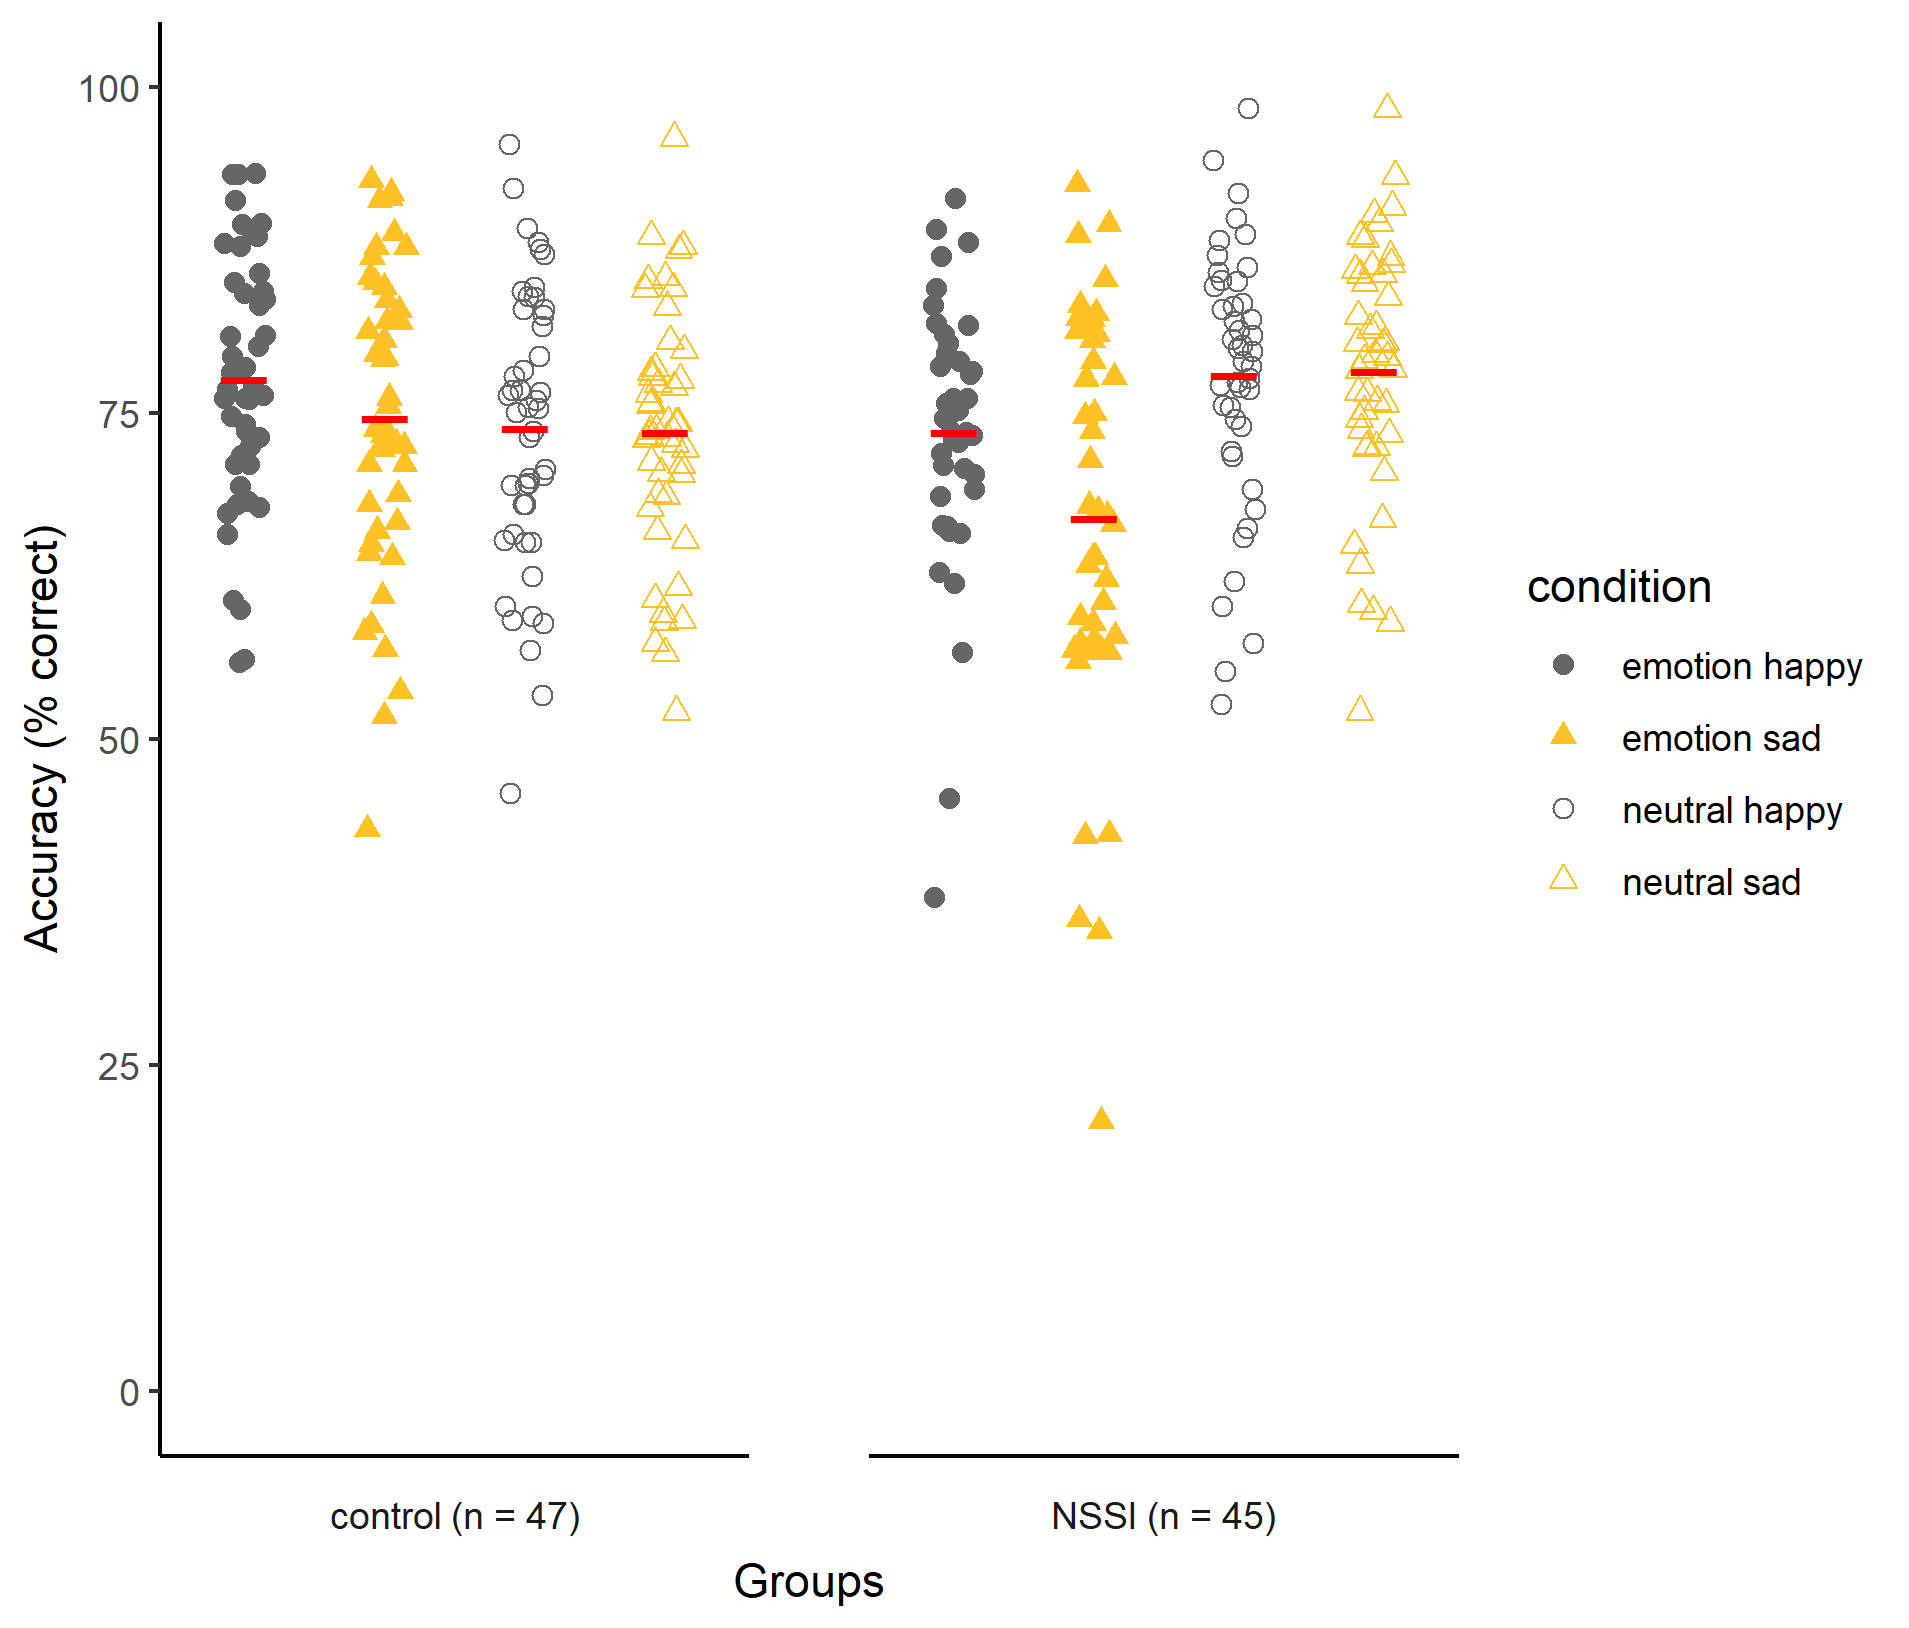 Accuracy (% correct)
100
75
50
25
0
control (n = 47)
NSSI (n = 45)
Groups
condition
emotion happy
emotion sad
neutral happy
neutral sad